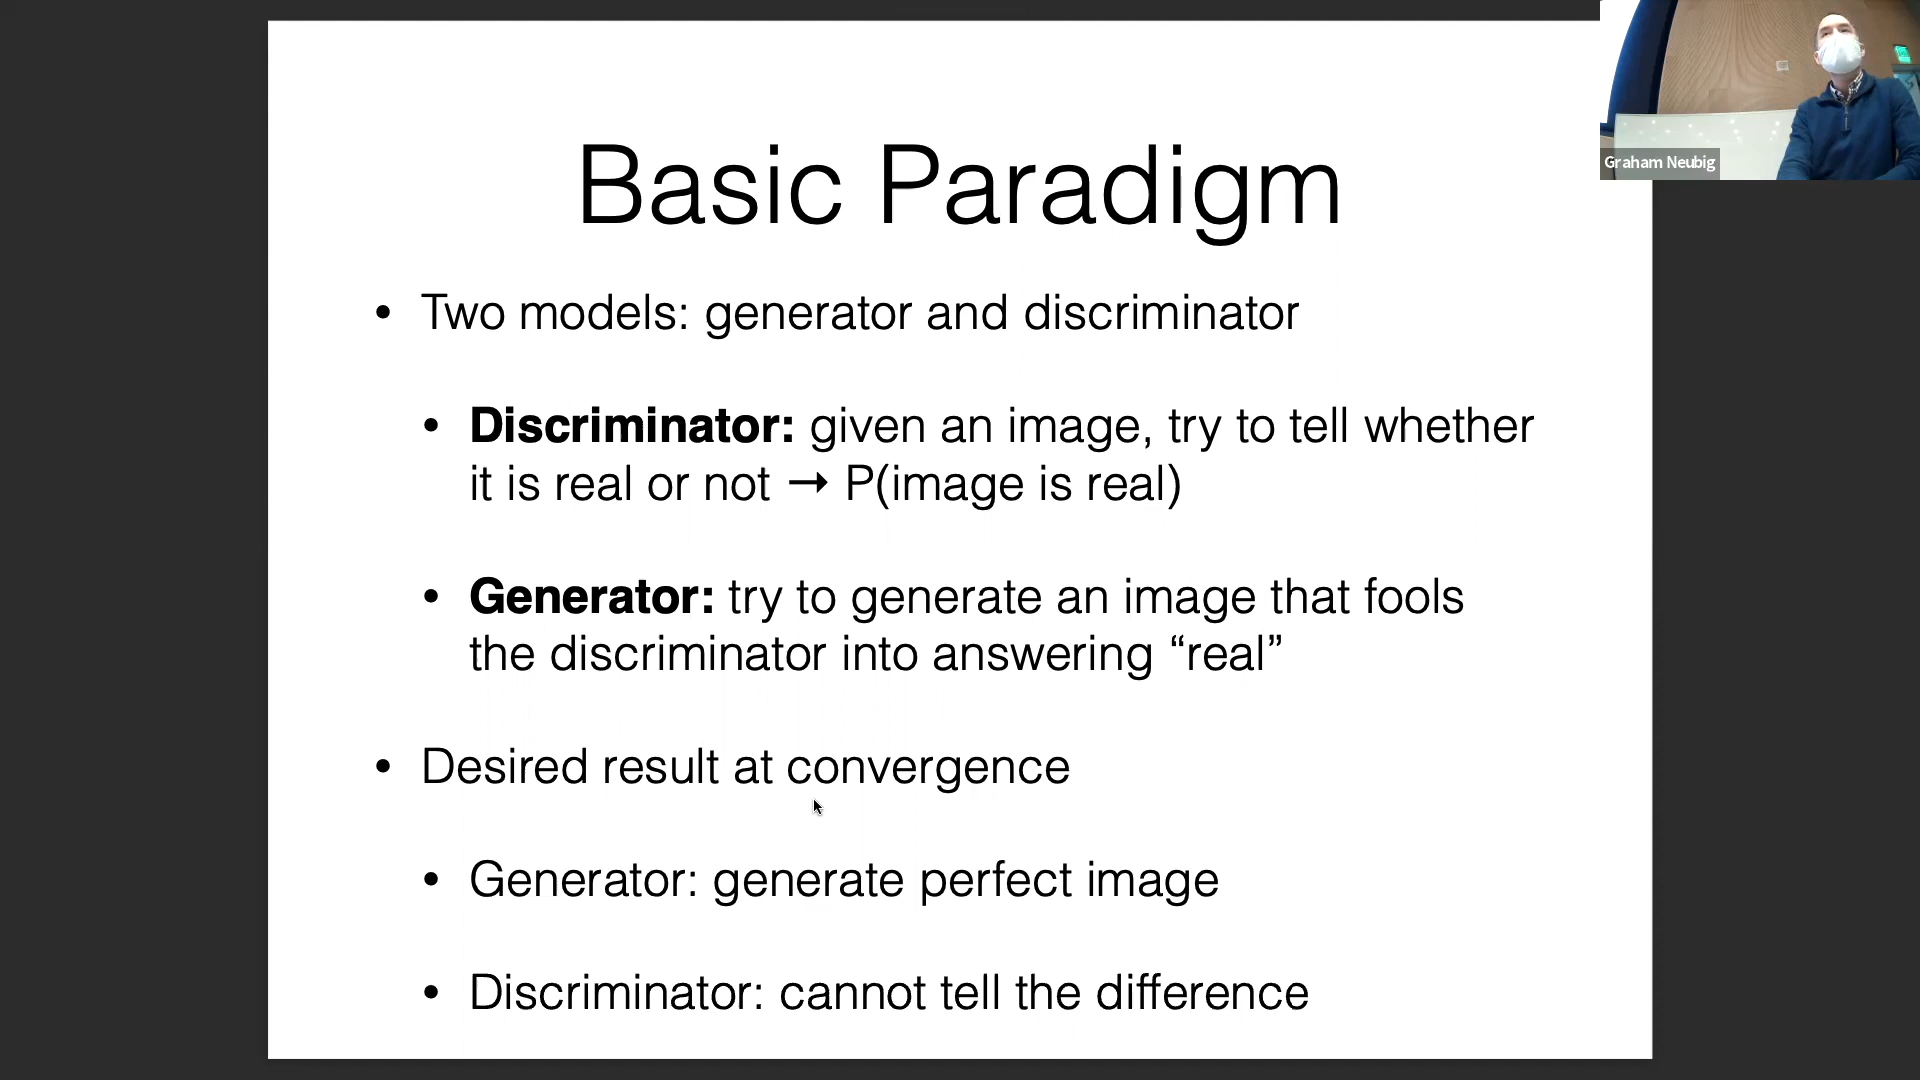 Basic Paradigm
• Two models: generator and discriminator
• Discriminator: given an image, try to tell whether
it is real or not → P(image is real)
• Generator: try to generate an image that fools
the discriminator into answering “real”
• Desired result at convergence
• Generator: generate perfect image
• Discriminator: cannot tell the difference
Graham Neubig